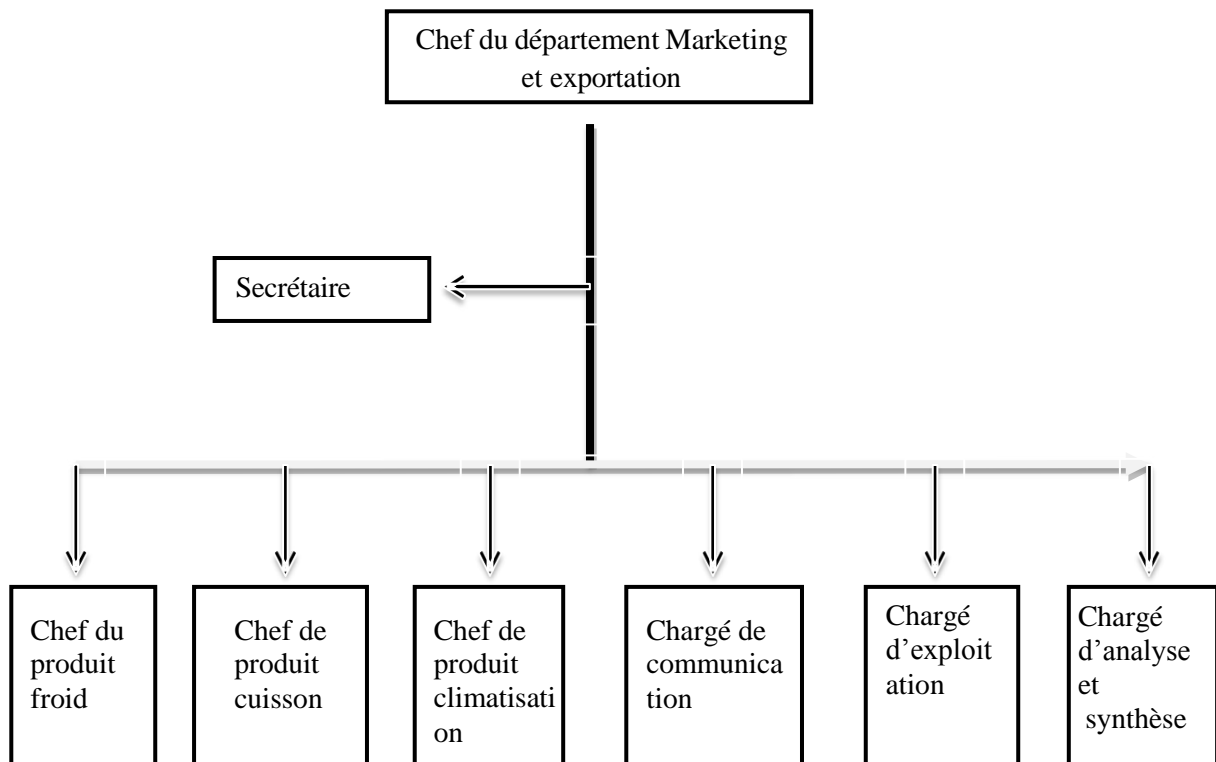 Chef du département Marketing
et exportation
Secrétaire
Chef du
produit
froid
Chef de
produit
cuisson
Chef de
produit
climatisati
on
Chargé de
communica
tion
Chargé
d’exploit
ation
Chargé
d’analyse
et
synthèse